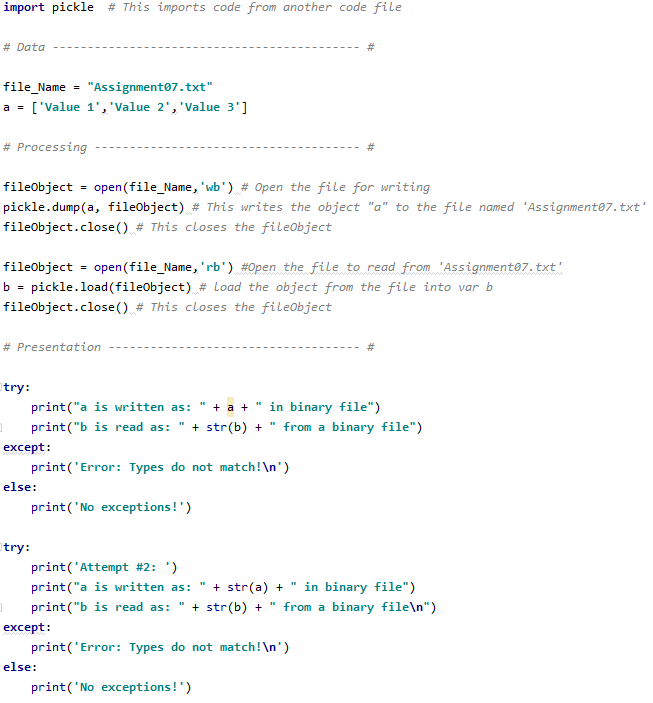 import pickle  # This imports code from another code file
# Data -------------------------------------------- #
file_Name = "Assignment07.txt"
a = ['Value 1','Value 2','Value 3']
# Processing -------------------------------------- #
fileObject = open(file_Name,'wb') # Open the file for writing
pickle.dump(a, fileObject) # This writes the object "a" to the file named 'Assignment07.txt'
fileObject.close() # This closes the fileObject
fileObject = open(file_Name,'rb') #Open the file to read from 'Assignment07.txt'
b = pickle.load(fileObject) # load the object from the file into var b
fileObject.close() # This closes the fileObject
# Presentation ------------------------------------ #
try:
    print("a is written as: " + a + " in binary file")
    print("b is read as: " + str(b) + " from a binary file")
except:
    print('Error: Types do not match!\n')
else:
    print('No exceptions!')
try:
    print('Attempt #2: ')
    print("a is written as: " + str(a) + " in binary file")
    print("b is read as: " + str(b) + " from a binary file\n")
except:
    print('Error: Types do not match!\n')
else:
    print('No exceptions!')